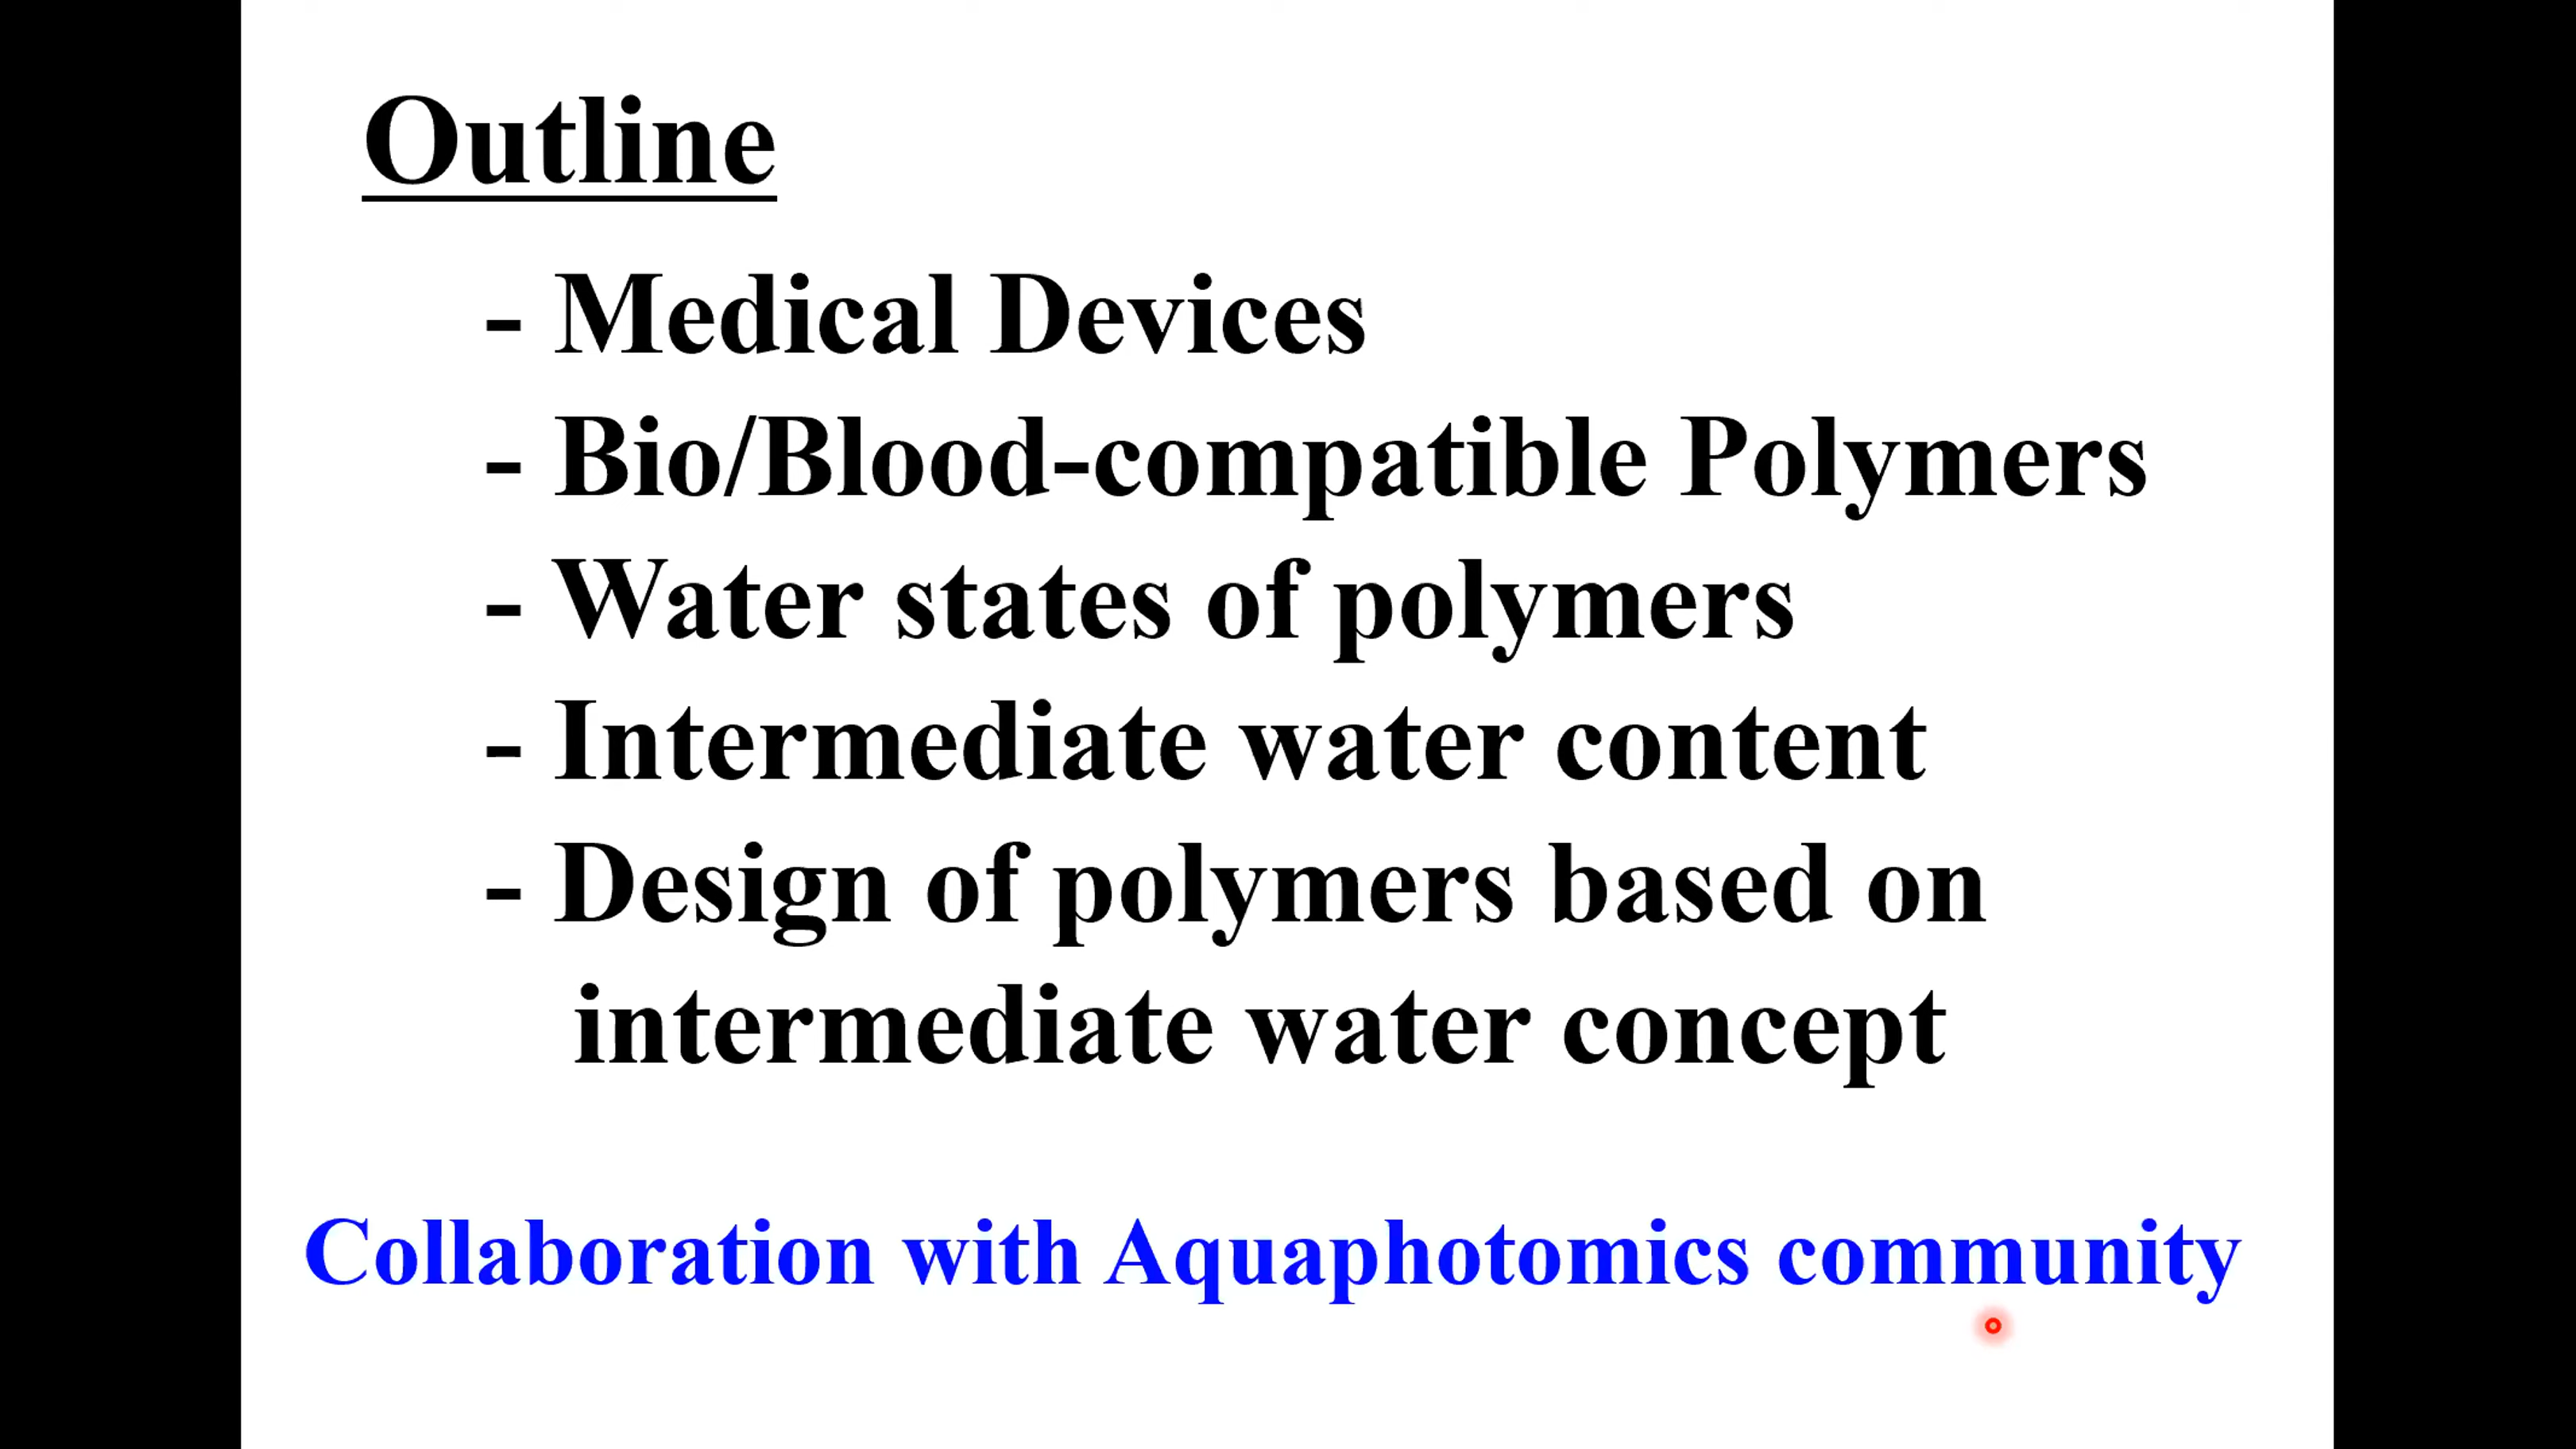 Outline
- Medical Devices
- Bio/Blood-compatible Polymers
- Water states of polymers
- Intermediate water content
- Design of polymers based on
intermediate water concept
Collaboration with Aquaphotomics community